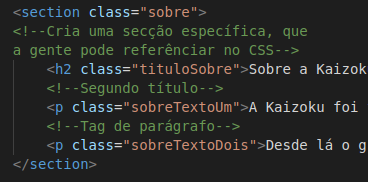 <section class="sobre">
<!--Cria uma secção específica, que
a gente pode referênciar no CSS-->
<h2 class="tituloSobre">Sobre a Kaizok
<!--Segundo título-->
<p class="sobreTextoUm">A Kaizoku foi
<!--Tag de parágrafo-->
<p class="sobreTextoDois">Desde lá o g
</section>